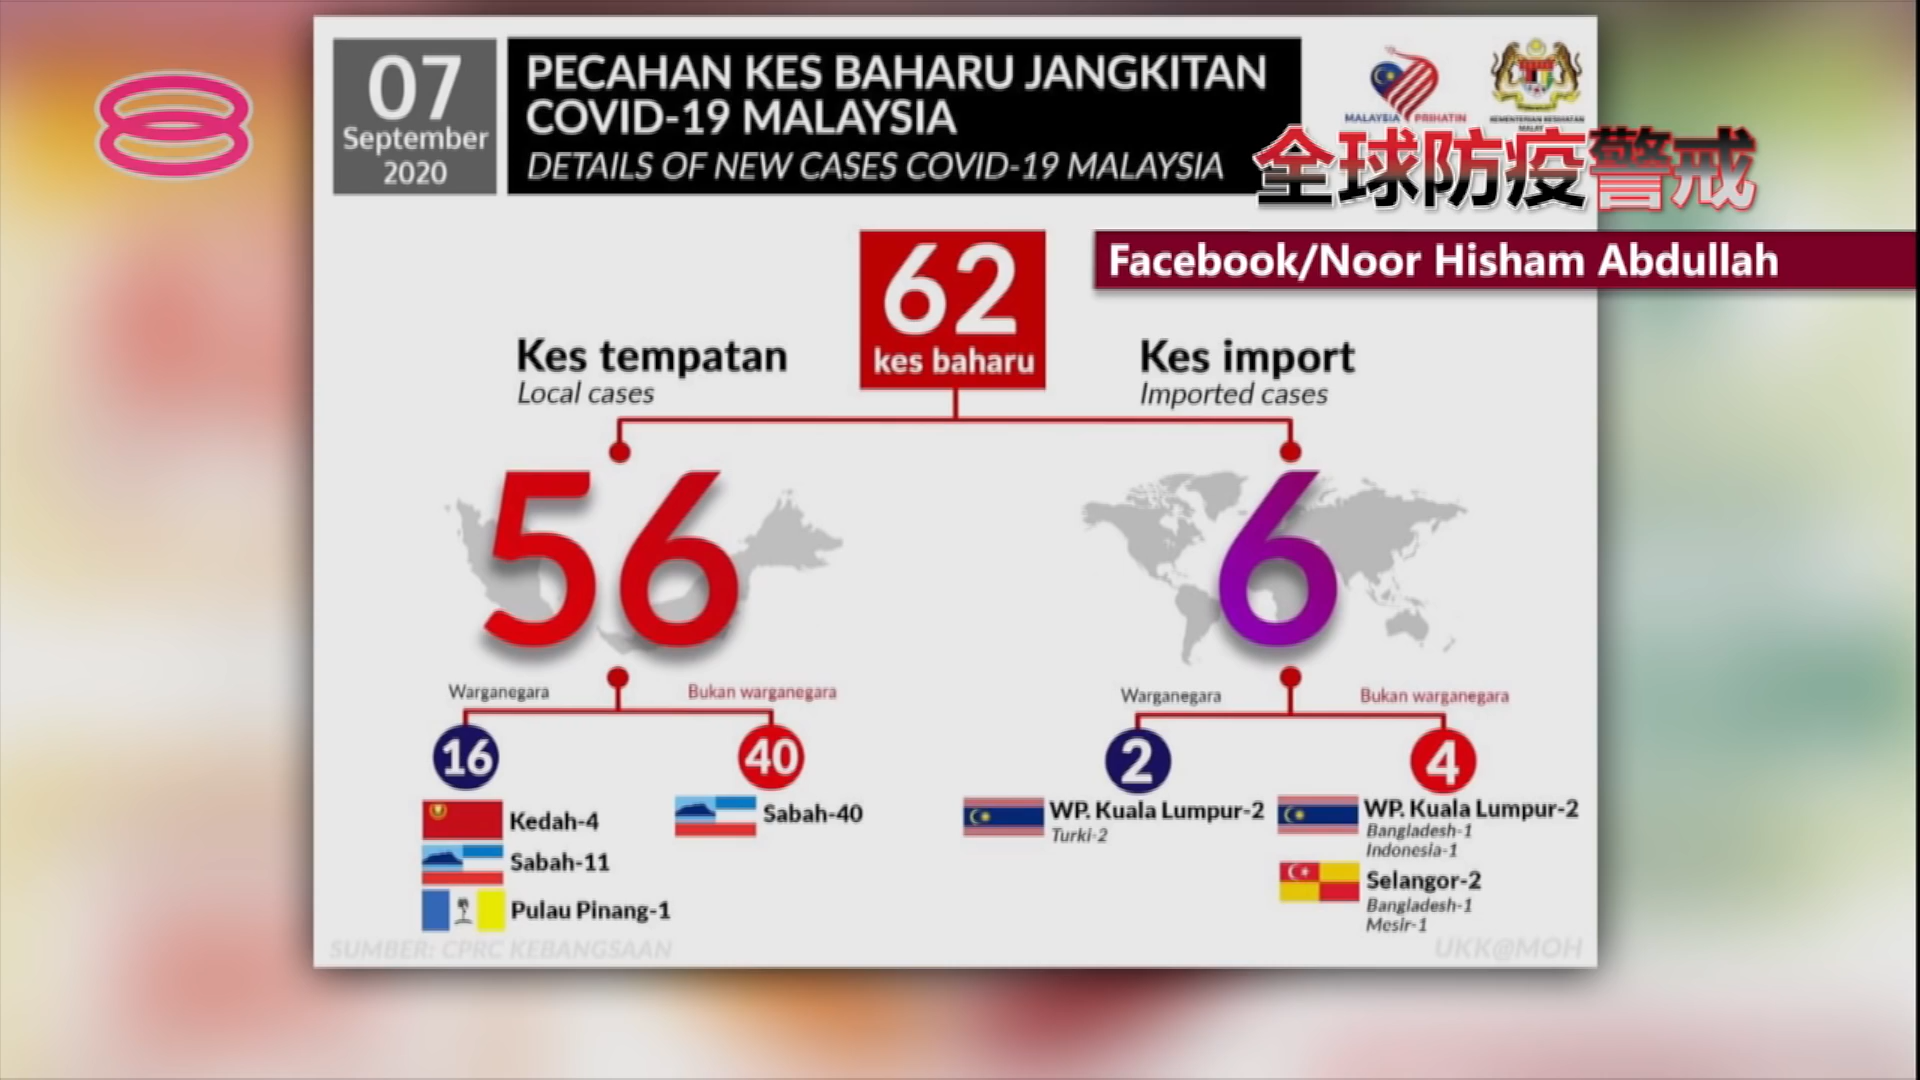 07
September
2020
PECAHAN KES BAHARU JANGKITAN
COVID-19 MALAYSIA
DETAILS OF NEW CASES COVID-19 MALAYSIA
MALAYSIA PRIHATIN
KEMENTERIAN KESIHATAN
全球防疫警戒
Facebook/Noor Hisham Abdullah
62
kes baharu
Kes tempatan
Local cases
Kes import
Imported cases
56
6
Warganegara
Bukan warganegara
Warganegara
Bukan warganegara
16
40
2
4
Kedah-4
Sabah-11
Pulau Pinang-1
Sabah-40
WP. Kuala Lumpur-2
Turki-2
WP. Kuala Lumpur-2
Bangladesh-1
Indonesia-1
Selangor-2
Bangladesh-1
Mesir-1
SUMBER: CPRC KEBANGSAAN
UKK@MOH